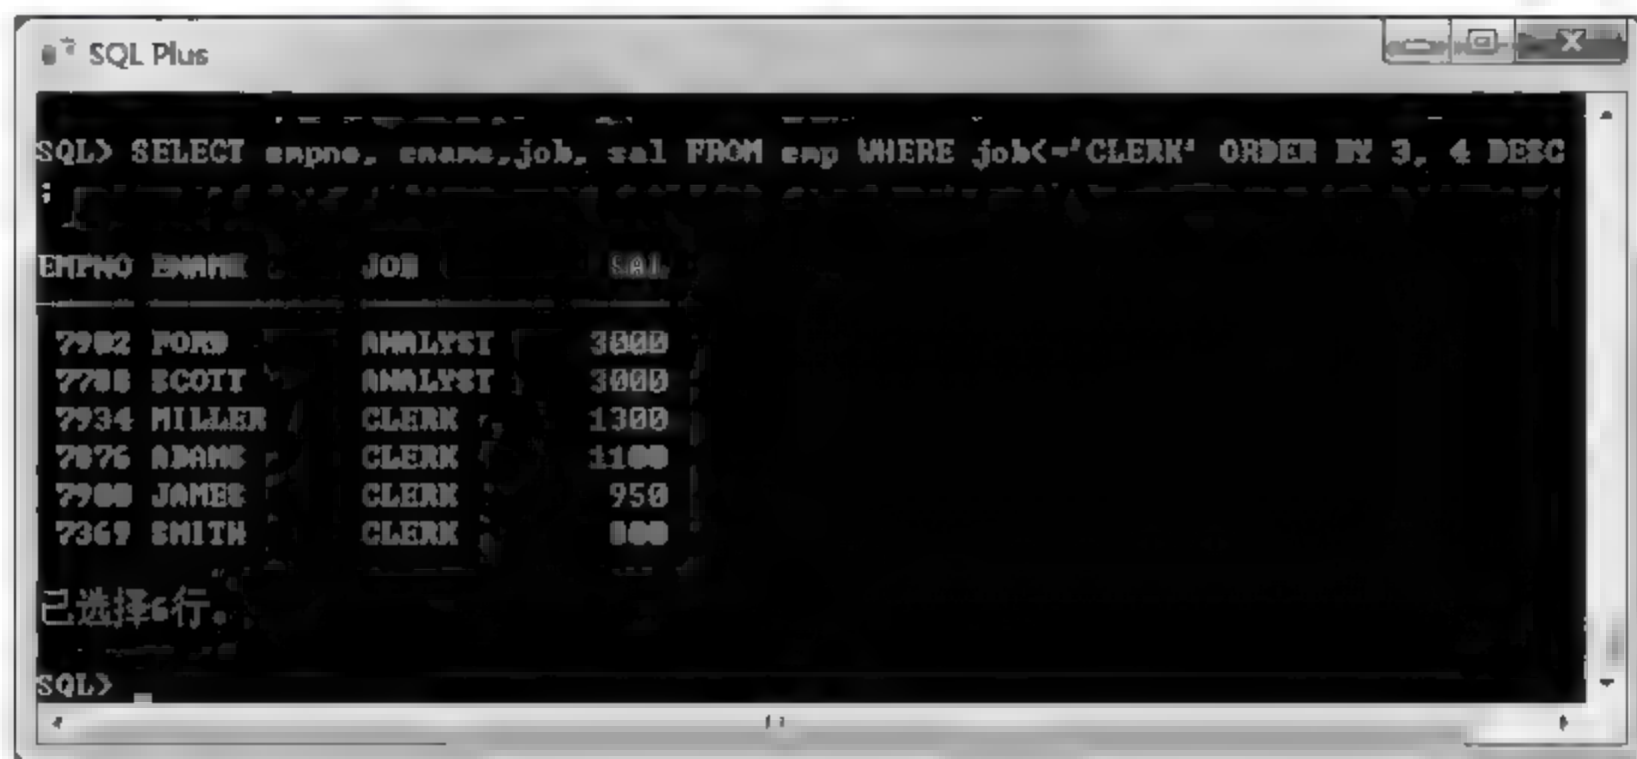 SQL Plus
SQL> SELECT empno, ename,job, sal FROM emp WHERE job<='CLERK' ORDER BY 3, 4 DESC
;
EMPNO ENAME JOB SAL
7902 FORD ANALYST 3000
7788 SCOTT ANALYST 3000
7934 MILLER CLERK 1300
7876 ADAMS CLERK 1100
7900 JAMES CLERK 950
7369 SMITH CLERK 800
已选择6行。
SQL>